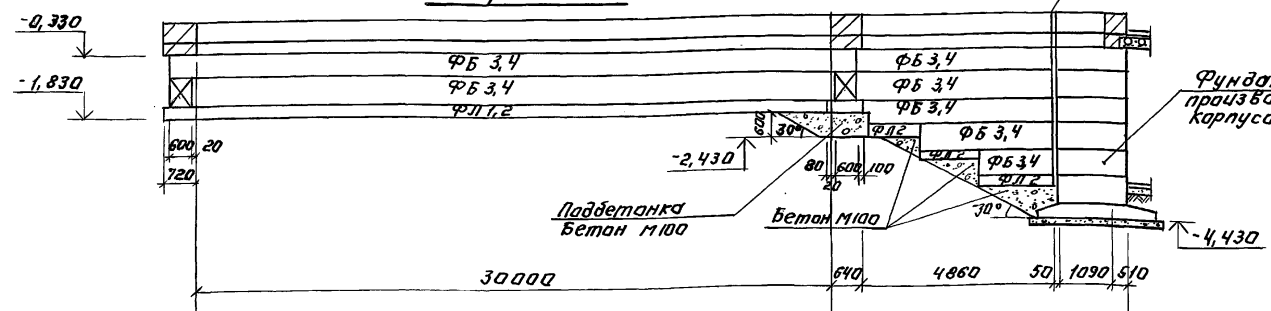 -0,330
-1,830
ФБ 3,4
ФБ 3,4
ФЛ 1,2
ФБ 3,4
ФБ 3,4
ФБ 3,4
ФБ 3,4
ФБ 3,4
ФЛ2
ФЛ2
ФЛ2
Фунда
произво
корпуса
600
20
720
600
30°
-2,430
80
20
600
100
Подбетонка
Бетон М100
Бетон М100
30°
-4,430
30000
640
4860
50
1090
510